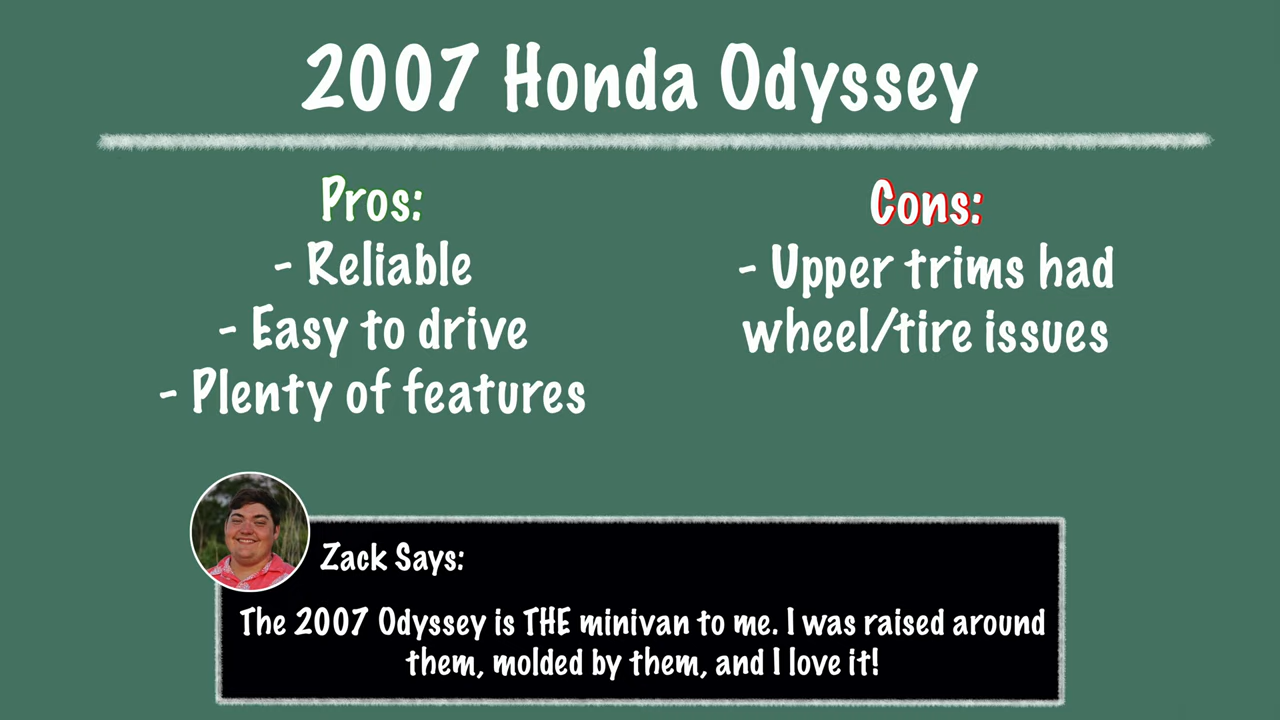 2007 Honda Odyssey
Pros:
- Reliable
- Easy to drive
- Plenty of features
Cons:
- Upper trims had
wheel/tire issues
Zack Says:
The 2007 Odyssey is THE minivan to me. I was raised around
them, molded by them, and I love it!